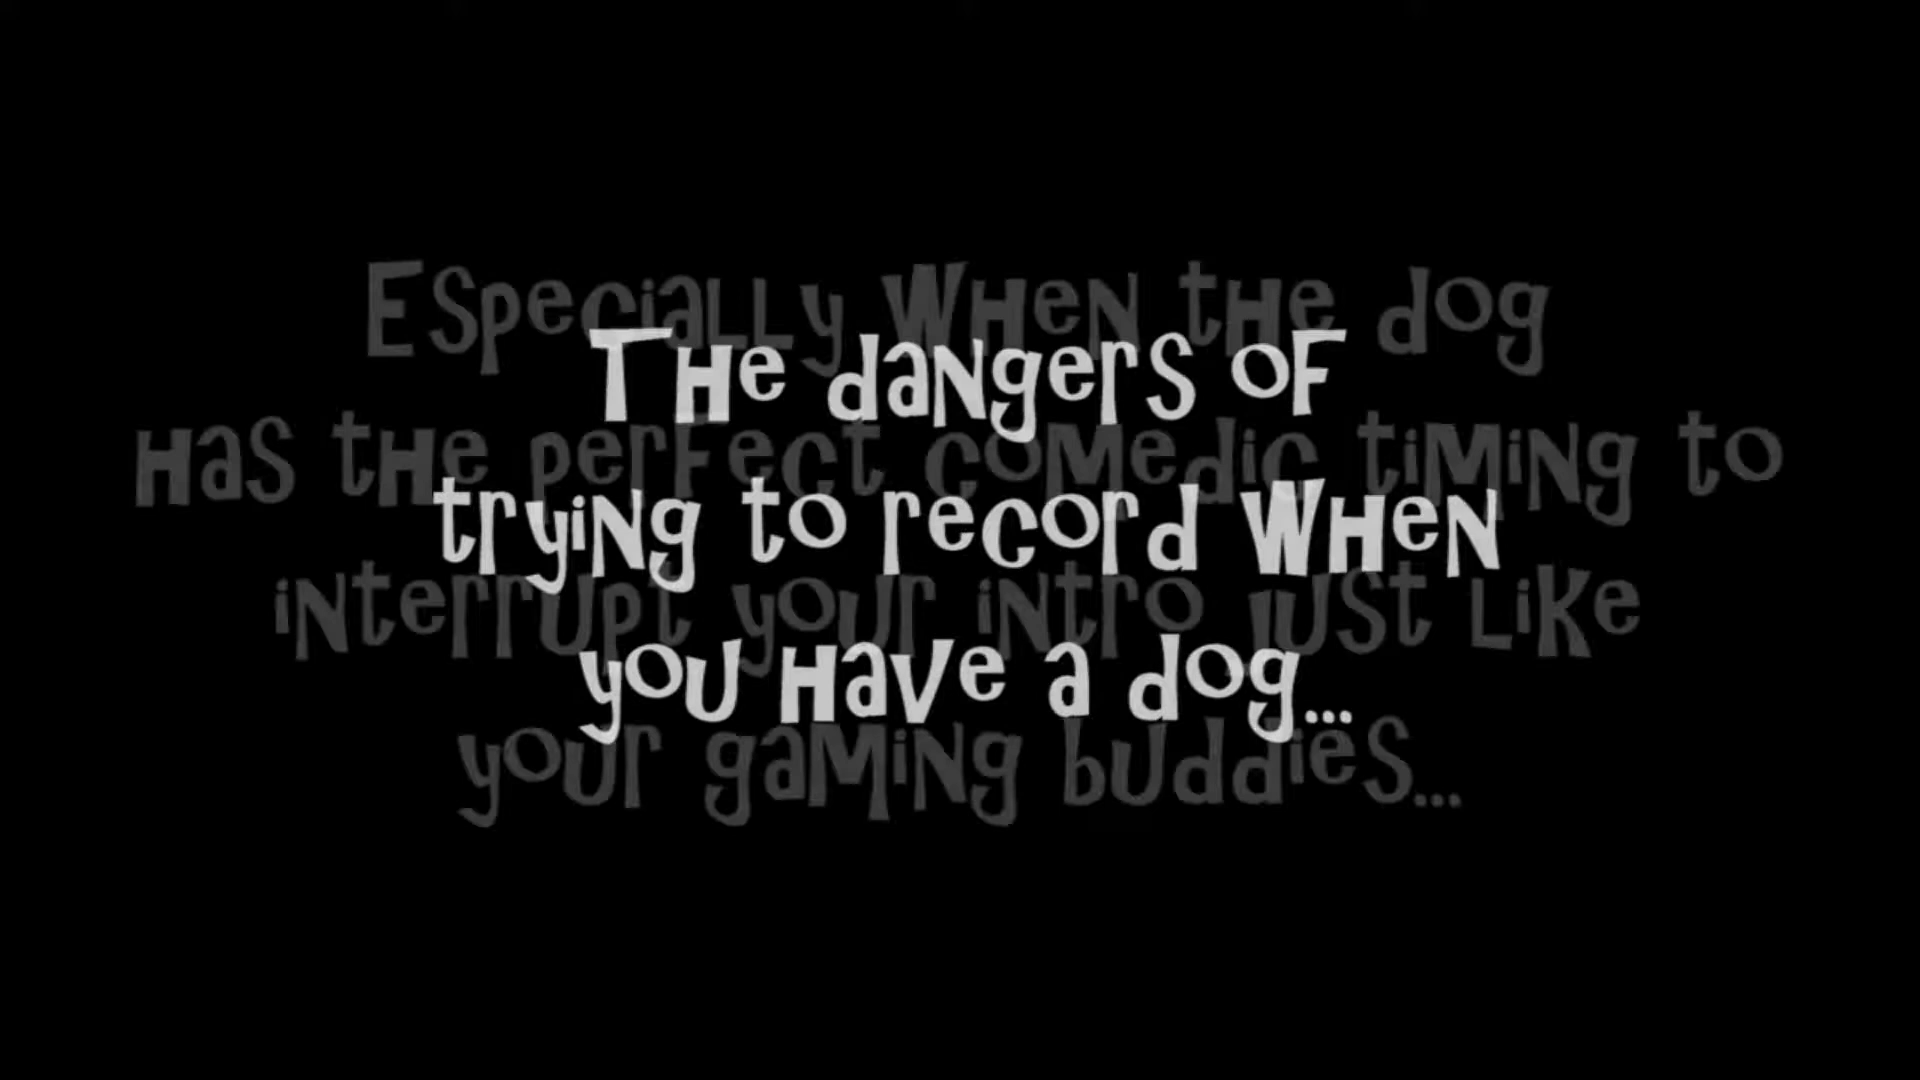 The dangers of
trying to record when
you have a dog...
Especially when the dog
has the perfect comedic timing to
interrupt your intro just like
your gaming buddies...